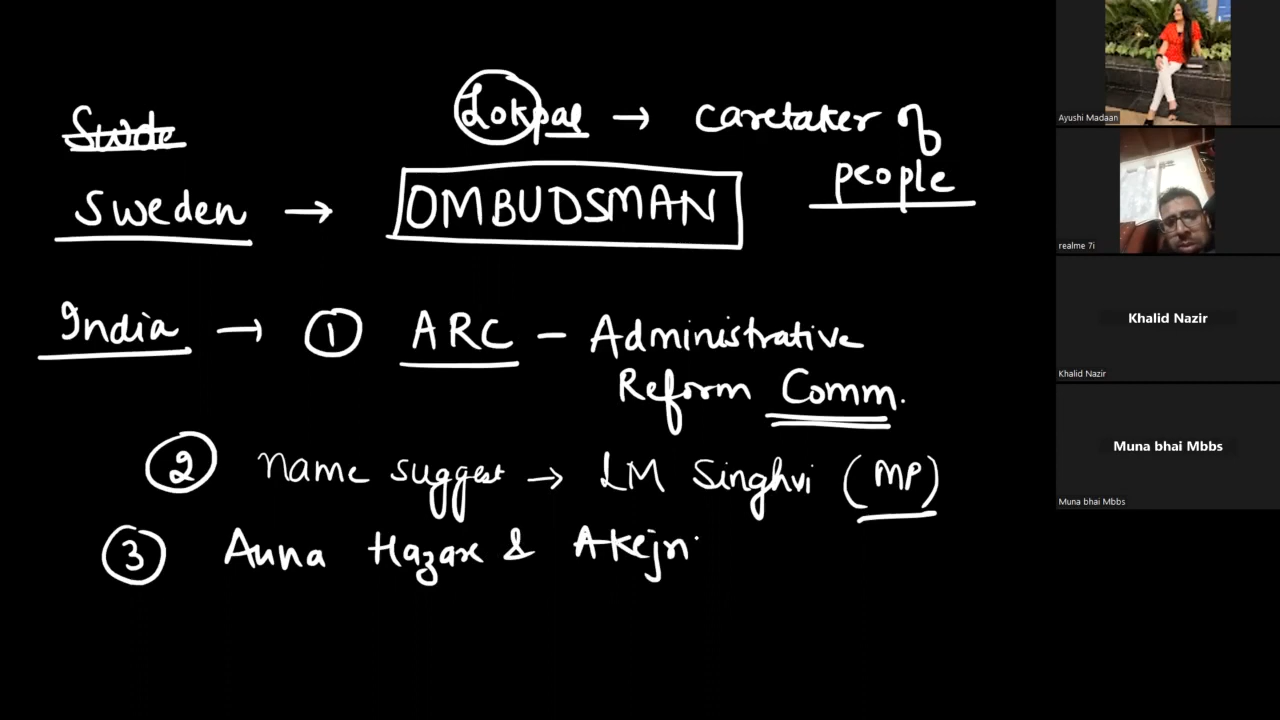 Swede
Lokpal → caretaker of
people
Sweden → OMBUDSMAN
India → 1 ARC - Administrative
Reform Comm.
2 name suggest → LM Singhvi (MP)
3 Anna Hazare & AKejri
Ayushi Madaan
realme 7i
Khalid Nazir
Khalid Nazir
Muna bhai Mbbs
Muna bhai Mbbs